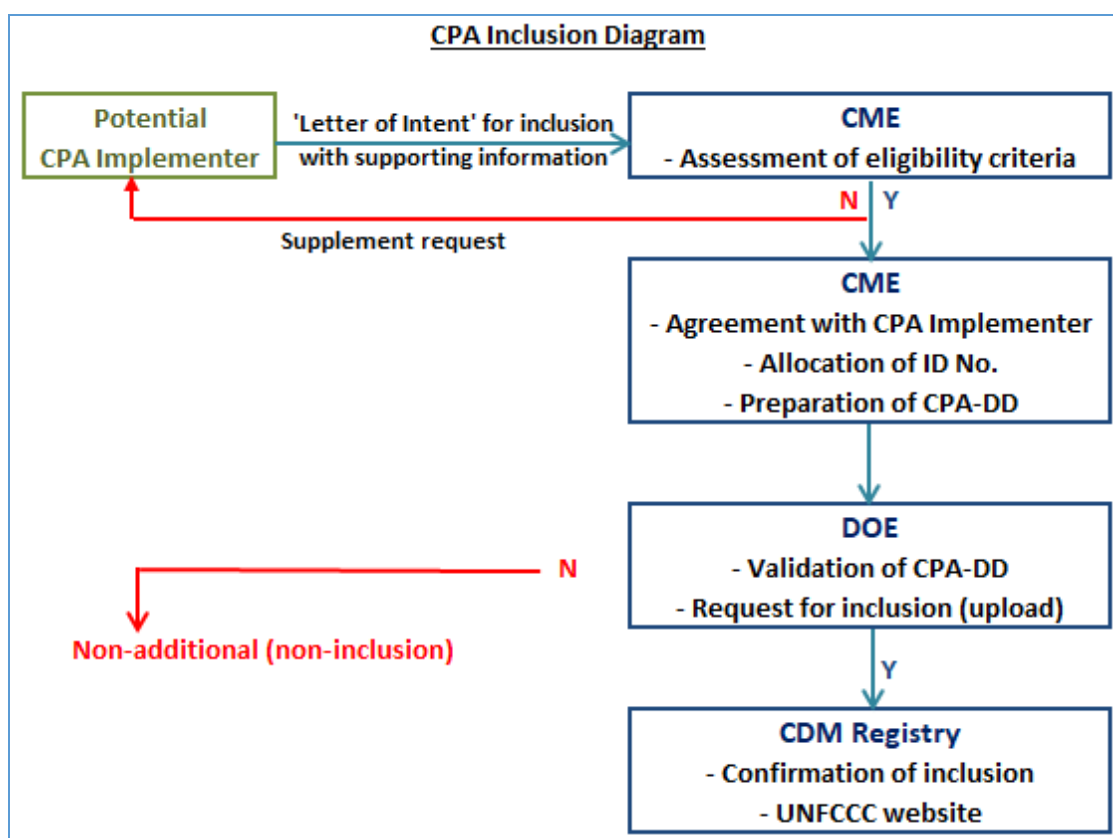 CPA Inclusion Diagram
Potential
CPA Implementer
'Letter of Intent' for inclusion
with supporting information
CME
- Assessment of eligibility criteria
N
Y
Supplement request
CME
- Agreement with CPA Implementer
- Allocation of ID No.
- Preparation of CPA-DD
DOE
- Validation of CPA-DD
- Request for inclusion (upload)
N
Non-additional (non-inclusion)
Y
CDM Registry
- Confirmation of inclusion
- UNFCCC website